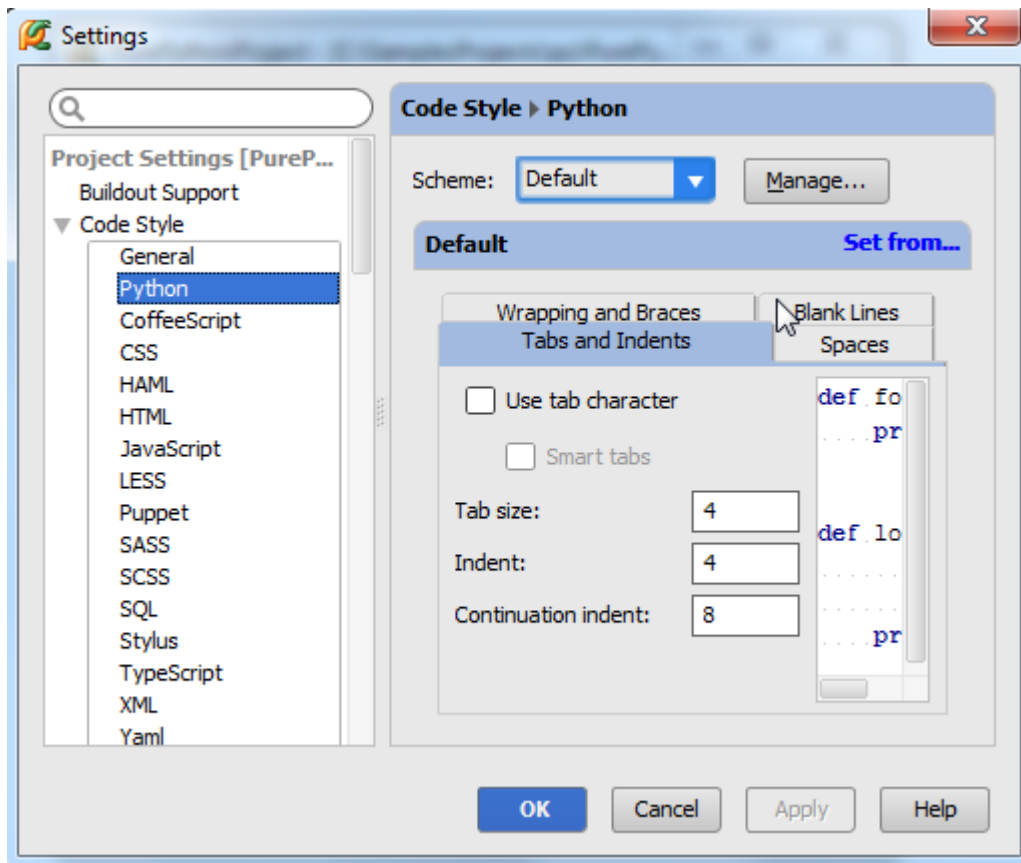 Settings
Project Settings [PureP...
Buildout Support
Code Style
General
Python
CoffeeScript
CSS
HAML
HTML
JavaScript
LESS
Puppet
SASS
SCSS
SQL
Stylus
TypeScript
XML
Yaml
Code Style Python
Scheme: Default Manage...
Default Set from...
Wrapping and Braces Blank Lines
Tabs and Indents Spaces
Use tab character
Smart tabs
Tab size: 4
Indent: 4
Continuation indent: 8
def fo
pr
def lo
pr
OK Cancel Apply Help